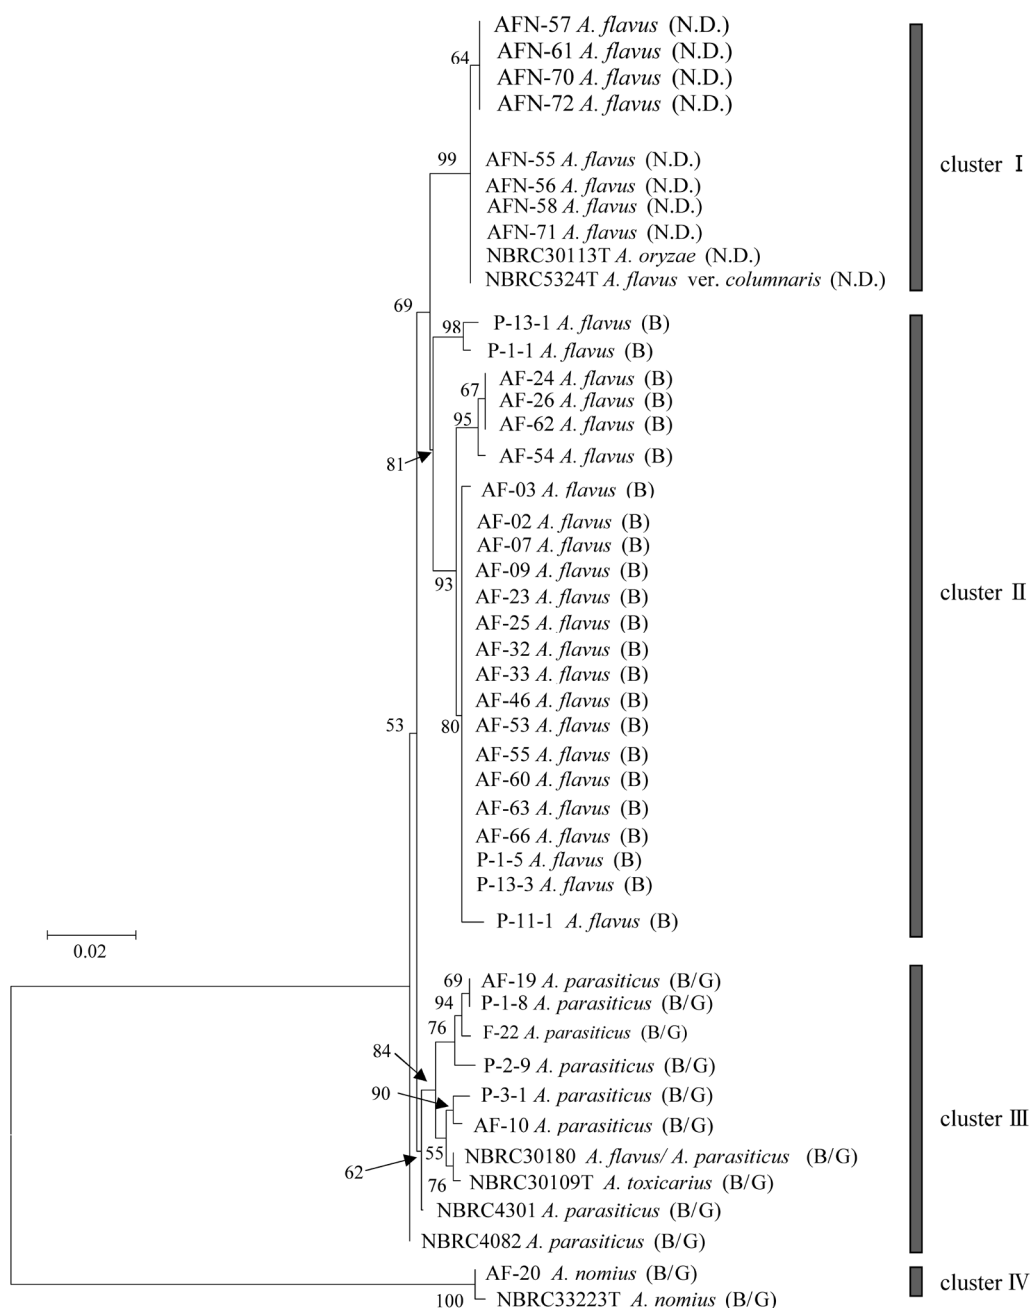 AFN-57 A. flavus (N.D.)
64
AFN-61 A. flavus (N.D.)
AFN-70 A. flavus (N.D.)
AFN-72 A. flavus (N.D.)
99
AFN-55 A. flavus (N.D.)
cluster Ⅰ
AFN-56 A. flavus (N.D.)
AFN-58 A. flavus (N.D.)
AFN-71 A. flavus (N.D.)
NBRC30113T A. oryzae (N.D.)
NBRC5324T A. flavus ver. columnaris (N.D.)
69
98
P-13-1 A. flavus (B)
P-1-1 A. flavus (B)
AF-24 A. flavus (B)
67
AF-26 A. flavus (B)
95
AF-62 A. flavus (B)
81
AF-54 A. flavus (B)
AF-03 A. flavus (B)
AF-02 A. flavus (B)
AF-07 A. flavus (B)
AF-09 A. flavus (B)
93
cluster Ⅱ
AF-23 A. flavus (B)
AF-25 A. flavus (B)
AF-32 A. flavus (B)
AF-33 A. flavus (B)
AF-46 A. flavus (B)
53
80
AF-53 A. flavus (B)
AF-55 A. flavus (B)
AF-60 A. flavus (B)
AF-63 A. flavus (B)
AF-66 A. flavus (B)
P-1-5 A. flavus (B)
P-13-3 A. flavus (B)
P-11-1 A. flavus (B)
0.02
69
AF-19 A. parasiticus (B/G)
94
P-1-8 A. parasiticus (B/G)
76
F-22 A. parasiticus (B/G)
84
P-2-9 A. parasiticus (B/G)
90
P-3-1 A. parasiticus (B/G)
cluster Ⅲ
AF-10 A. parasiticus (B/G)
55
NBRC30180 A. flavus/ A. parasiticus (B/G)
62
76
NBRC30109T A. toxicarius (B/G)
NBRC4301 A. parasiticus (B/G)
NBRC4082 A. parasiticus (B/G)
AF-20 A. nomius (B/G)
cluster Ⅳ
100
NBRC33223T A. nomius (B/G)